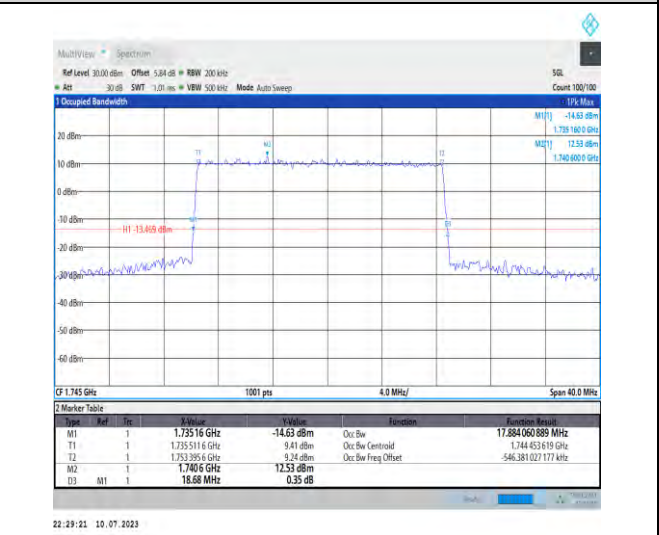 MultiView Spectrum
Ref Level 30.00 dBm Offset 5.84 dB RBW 200 kHz SGL
Att 30 dB SWT 1.01 ms VBW 500 kHz Mode Auto Sweep Count 100/100
1 Occupied Bandwidth 1Pk Max
M1[1] -14.63 dBm
1.735 160 0 GHz
M2[1] 12.53 dBm
1.740 600 0 GHz
20 dBm
T1 M2 T2
10 dBm
0 dBm
-10 dBm
H1 -13.469 dBm
-20 dBm
-30 dBm
-40 dBm
-50 dBm
-60 dBm
CF 1.745 GHz 1001 pts 4.0 MHz/ Span 40.0 MHz
2 Marker Table
Type Ref Trc X-Value Y-Value Function Function Result
M1 1 1.735 16 GHz -14.63 dBm Occ Bw 17.884 060 889 MHz
T1 1 1.735 511 6 GHz 9.41 dBm Occ Bw Centroid 1.744 453 619 GHz
T2 1 1.753 395 6 GHz 9.24 dBm Occ Bw Freq Offset -546.381 027 177 kHz
M2 1 1.740 6 GHz 12.53 dBm
D3 M1 1 18.68 MHz 0.35 dB
22:29:21 10.07.2023